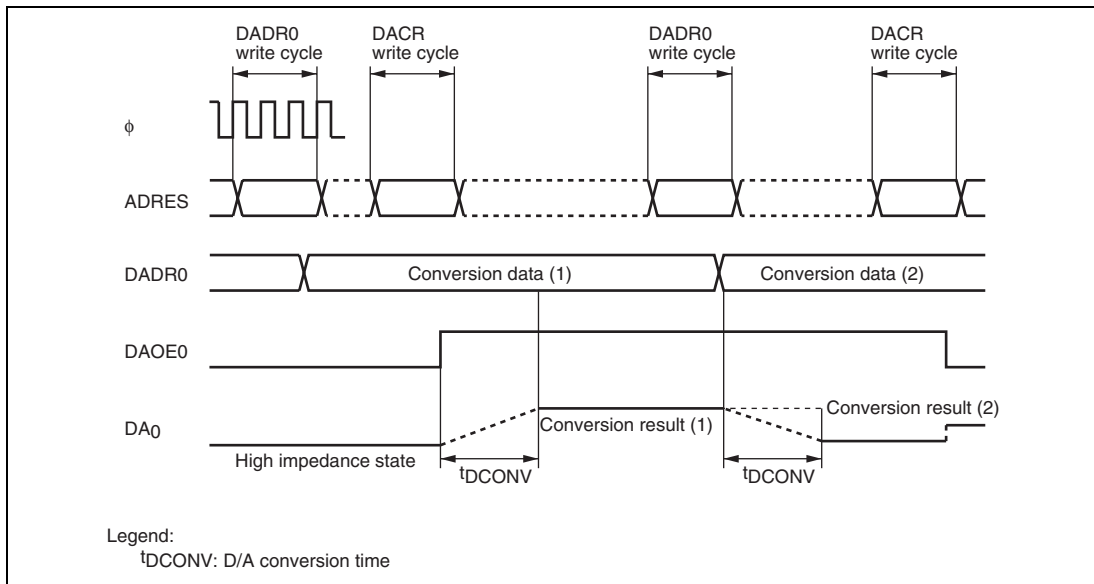 DADR0
write cycle
DACR
write cycle
DADR0
write cycle
DACR
write cycle
ϕ
ADRES
DADR0
Conversion data (1)
Conversion data (2)
DAOE0
DA0
Conversion result (2)
Conversion result (1)
High impedance state
tDCONV
tDCONV
Legend:
tDCONV: D/A conversion time